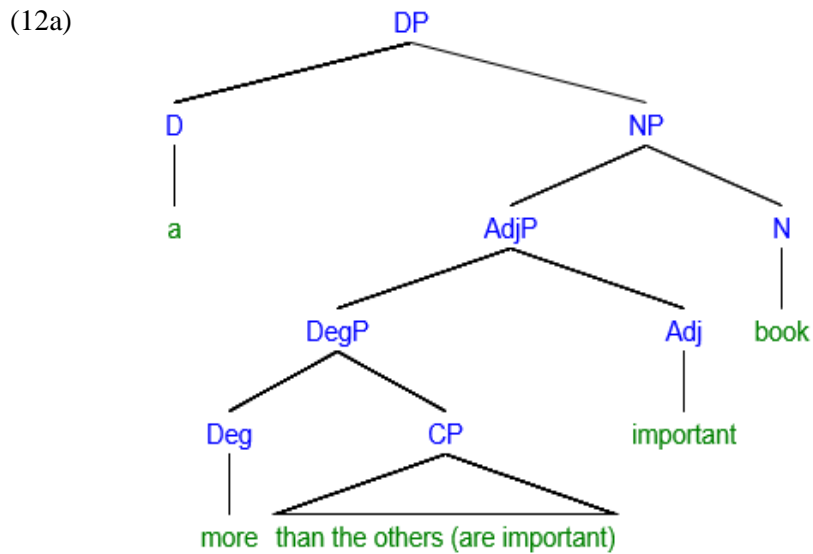 (12a) DP
D NP
a AdjP N
DegP Adj book
Deg CP important
more than the others (are important)